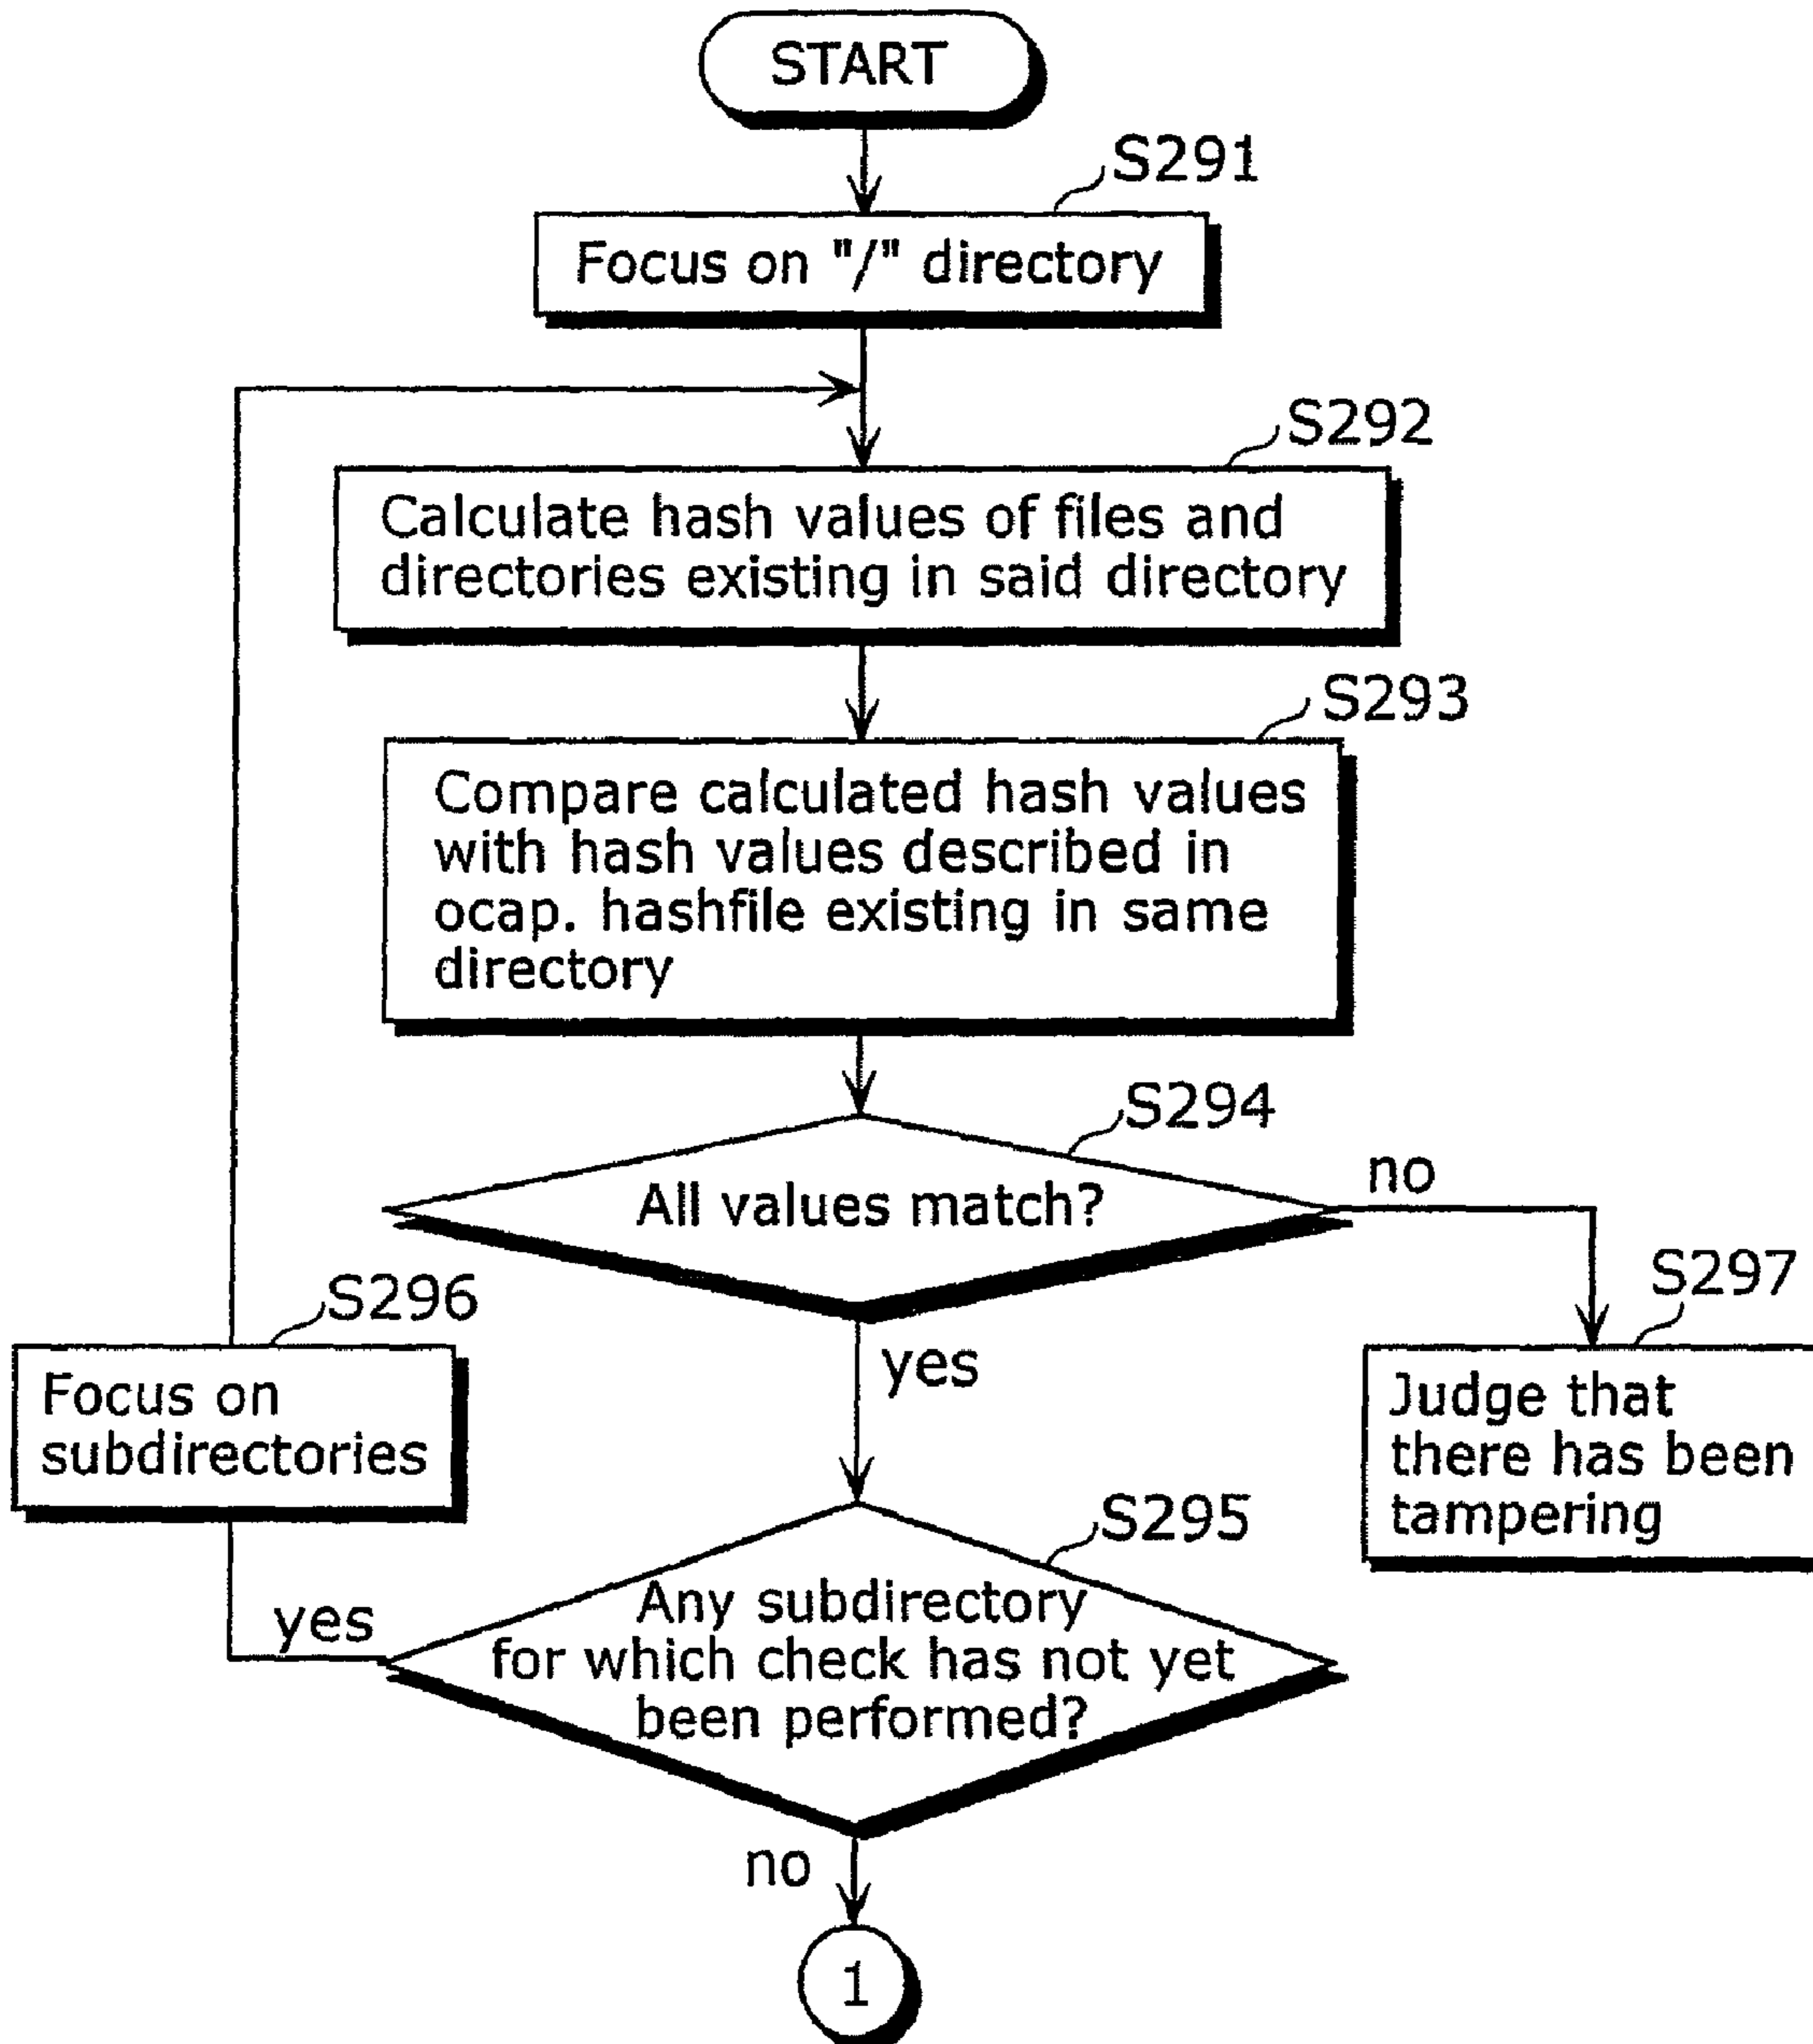 START
S291
Focus on "/" directory
S292
Calculate hash values of files and
directories existing in said directory
S293
Compare calculated hash values
with hash values described in
ocap. hashfile existing in same
directory
S294
All values match?
no
yes
S296
Focus on
subdirectories
S297
Judge that
there has been
tampering
S295
Any subdirectory
for which check has not yet
been performed?
yes
no
1